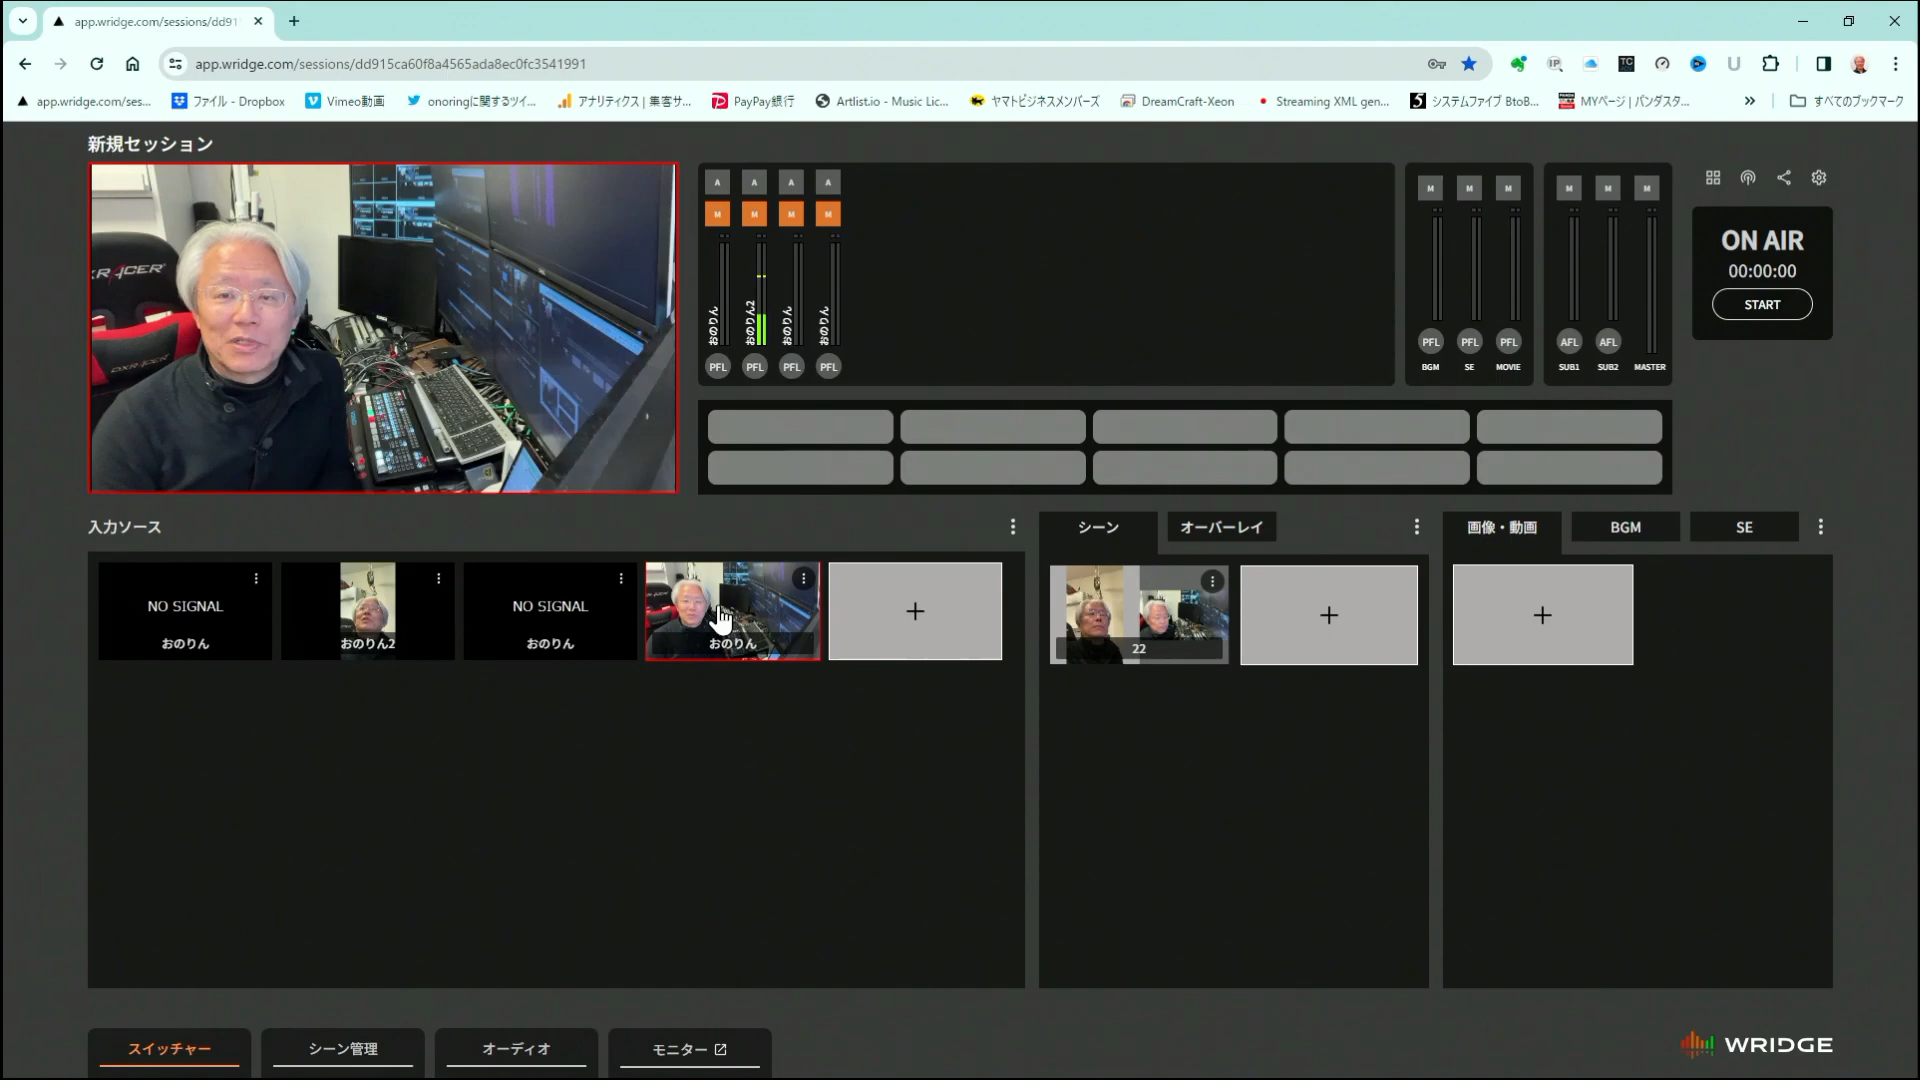 app.wridge.com/sessions/dd91
app.wridge.com/sessions/dd915ca60f8a4565ada8ec0fc3541991
app.wridge.com/ses...
ファイル - Dropbox
Vimeo動画
onoringに関するツイ...
アナリティクス | 集客サ...
PayPay銀行
Artlist.io - Music Lic...
ヤマトビジネスメンバーズ
DreamCraft-Xeon
Streaming XML gen...
システムファイブ BtoB...
MYページ | パンダスタ...
»
すべてのブックマーク
新規セッション
A A A A
M M M M
おのりん おのりん2 おのりん おのりん
PFL PFL PFL PFL
M M M
PFL PFL PFL
BGM SE MOVIE
M M M
AFL AFL
SUB1 SUB2 MASTER
ON AIR
00:00:00
START
入力ソース
NO SIGNAL
おのりん
おのりん2
NO SIGNAL
おのりん
おのりん
シーン
オーバーレイ
22
画像・動画
BGM
SE
スイッチャー
シーン管理
オーディオ
モニター
WRIDGE